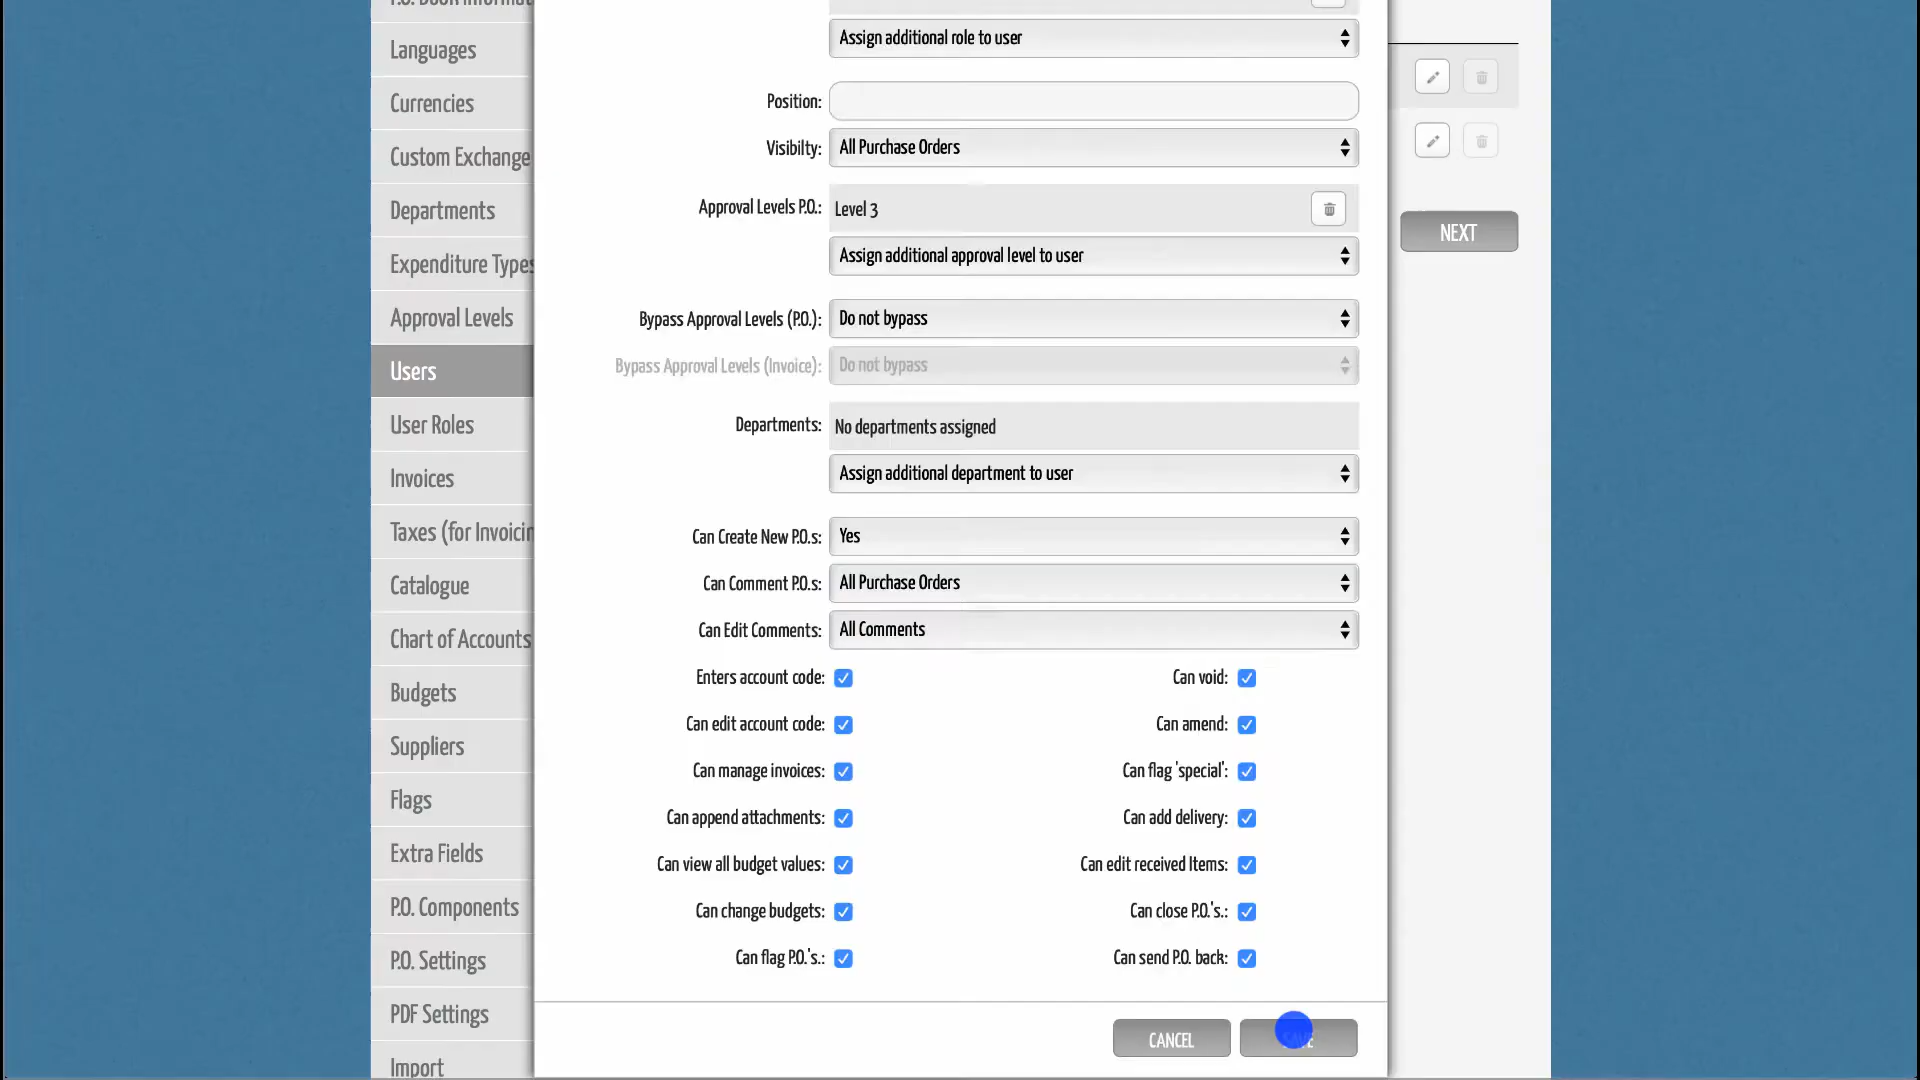 Languages
Currencies
Custom Exchange
Departments
Expenditure Types
Approval Levels
Users
User Roles
Invoices
Taxes (for Invoicin
Catalogue
Chart of Accounts
Budgets
Suppliers
Flags
Extra Fields
P.O. Components
P.O. Settings
PDF Settings
Import
Assign additional role to user
Position:
Visibilty: All Purchase Orders
Approval Levels P.O.: Level 3
Assign additional approval level to user
Bypass Approval Levels (P.O.): Do not bypass
Bypass Approval Levels (Invoice): Do not bypass
Departments: No departments assigned
Assign additional department to user
Can Create New P.O.s: Yes
Can Comment P.O.s: All Purchase Orders
Can Edit Comments: All Comments
Enters account code: Can void:
Can edit account code: Can amend:
Can manage invoices: Can flag 'special':
Can append attachments: Can add delivery:
Can view all budget values: Can edit received Items:
Can change budgets: Can close P.O.'s.:
Can flag P.O.'s.: Can send P.O. back:
CANCEL
NEXT